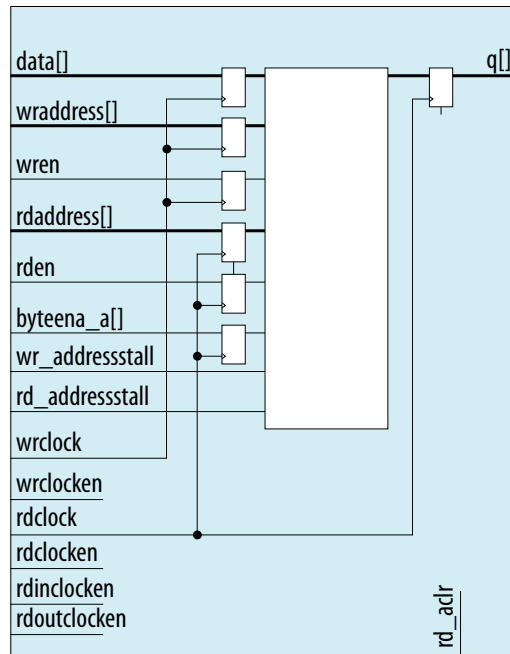 data[]
q[]
wraddress[]
wren
rdaddress[]
rden
byteena_a[]
wr_addressstall
rd_addressstall
wrclock
wrclocken
rdclock
rdclocken
rdinclocken
rdoutclocken
rd_aclr